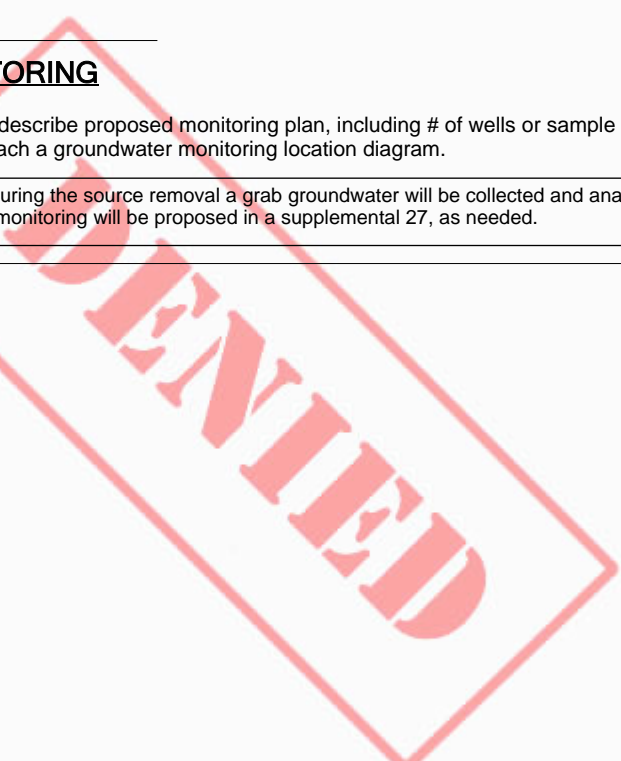 TORING
describe proposed monitoring plan, including # of wells or sample
ach a groundwater monitoring location diagram.
uring the source removal a grab groundwater will be collected and ana
monitoring will be proposed in a supplemental 27, as needed.
DENIED